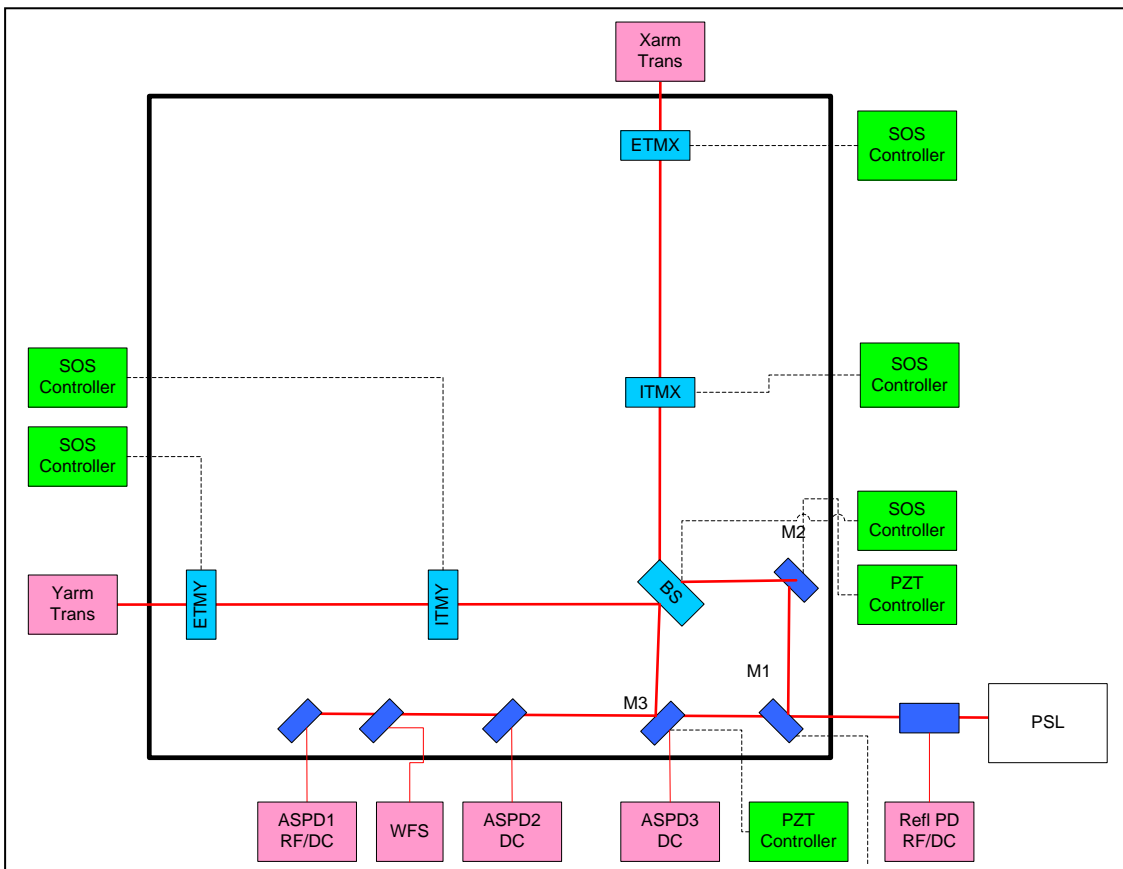 Xarm
Trans
ETMX
SOS
Controller
SOS
Controller
ITMX
SOS
Controller
SOS
Controller
SOS
Controller
M2
PZT
Controller
BS
Yarm
Trans
ETMY
ITMY
M1
M3
PSL
ASPD1
RF/DC
WFS
ASPD2
DC
ASPD3
DC
PZT
Controller
Refl PD
RF/DC